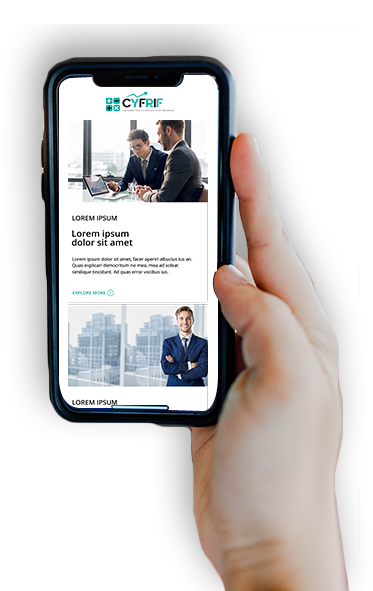 CYFRIF
LOREM IPSUM
Lorem ipsum
dolor sit amet
Lorem ipsum dolor sit amet, facer aperiri albucius ius an.
Quas explicari democritum no mea, mea ad soleat
similique tincidunt. Ad quas error vocibus ius.
EXPLORE MORE
LOREM IPSUM